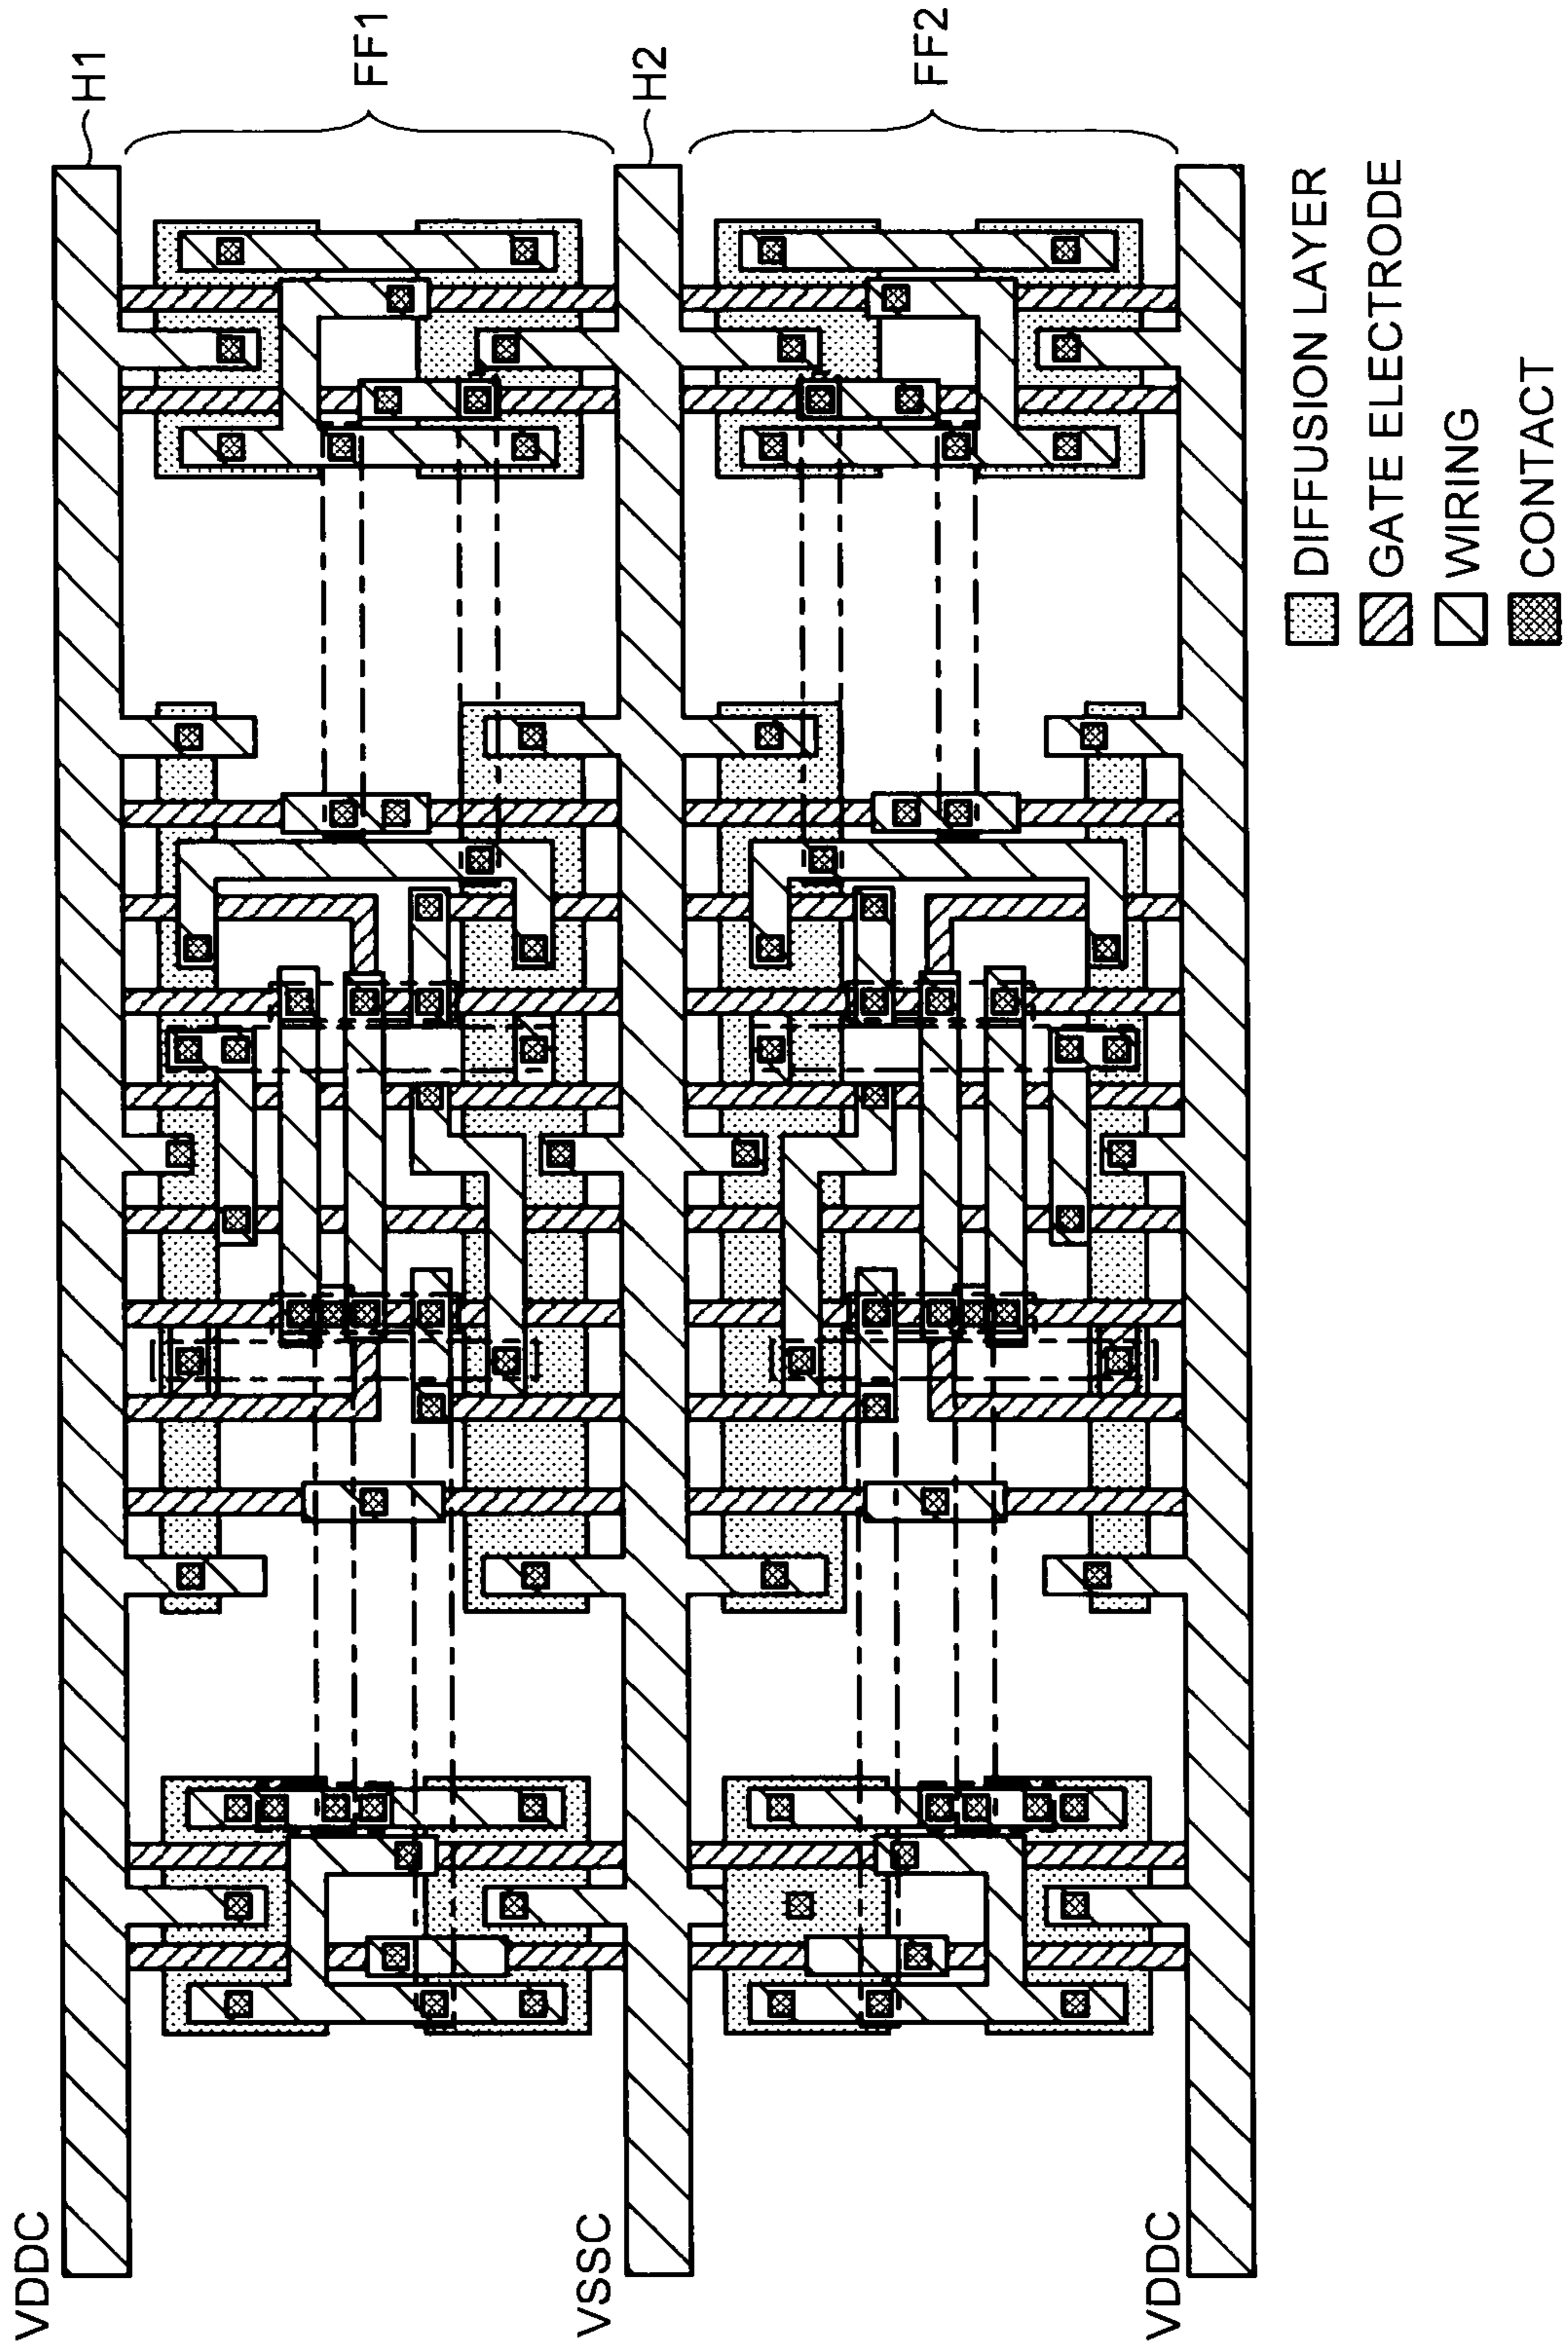 H1
FF1
H2
FF2
VDDC
VSSC
VDDC
DIFFUSION LAYER
GATE ELECTRODE
WIRING
CONTACT